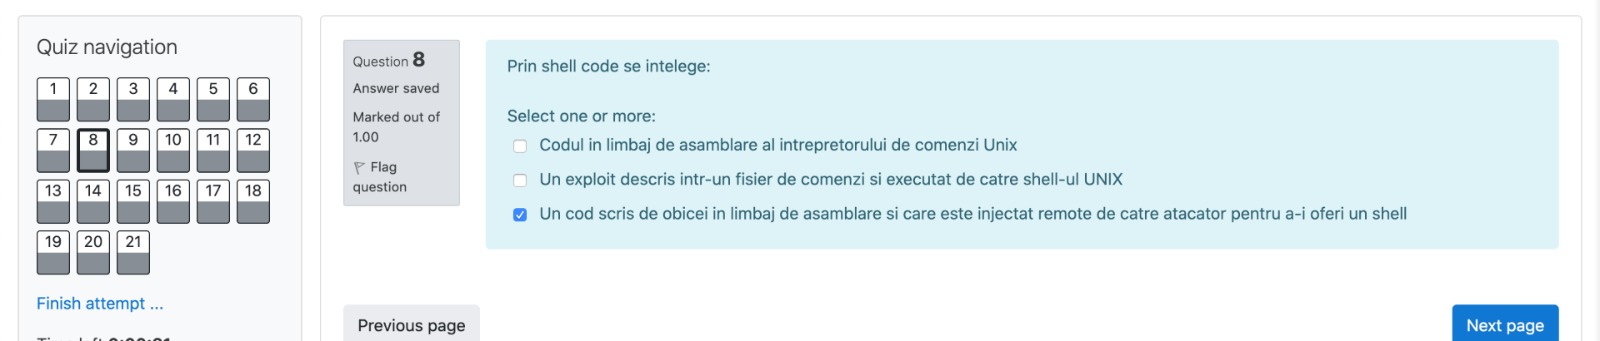 Quiz navigation
1 2 3 4 5 6
7 8 9 10 11 12
13 14 15 16 17 18
19 20 21
Finish attempt ...
Question 8
Answer saved
Marked out of
1.00
Flag
question
Prin shell code se intelege:
Select one or more:
Codul in limbaj de asamblare al intrepretorului de comenzi Unix
Un exploit descris intr-un fisier de comenzi si executat de catre shell-ul UNIX
Un cod scris de obicei in limbaj de asamblare si care este injectat remote de catre atacator pentru a-i oferi un shell
Previous page
Next page